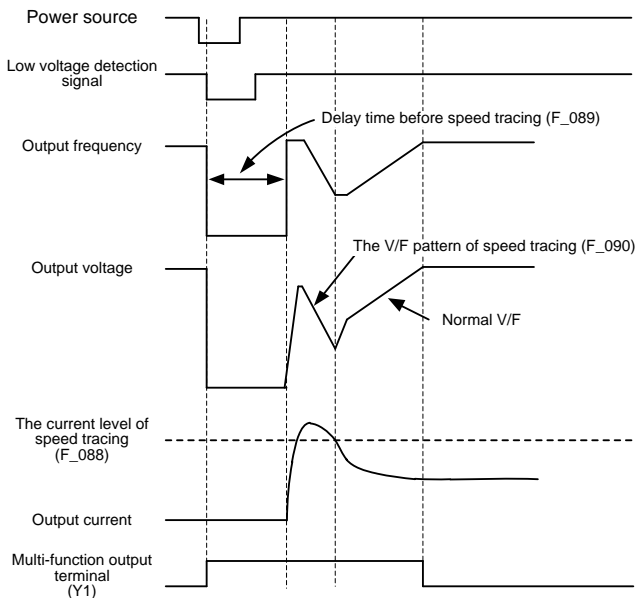 Power source
Low voltage detection
signal
Delay time before speed tracing (F_089)
Output frequency
The V/F pattern of speed tracing (F_090)
Output voltage
Normal V/F
The current level of
speed tracing
(F_088)
Output current
Multi-function output
terminal
(Y1)